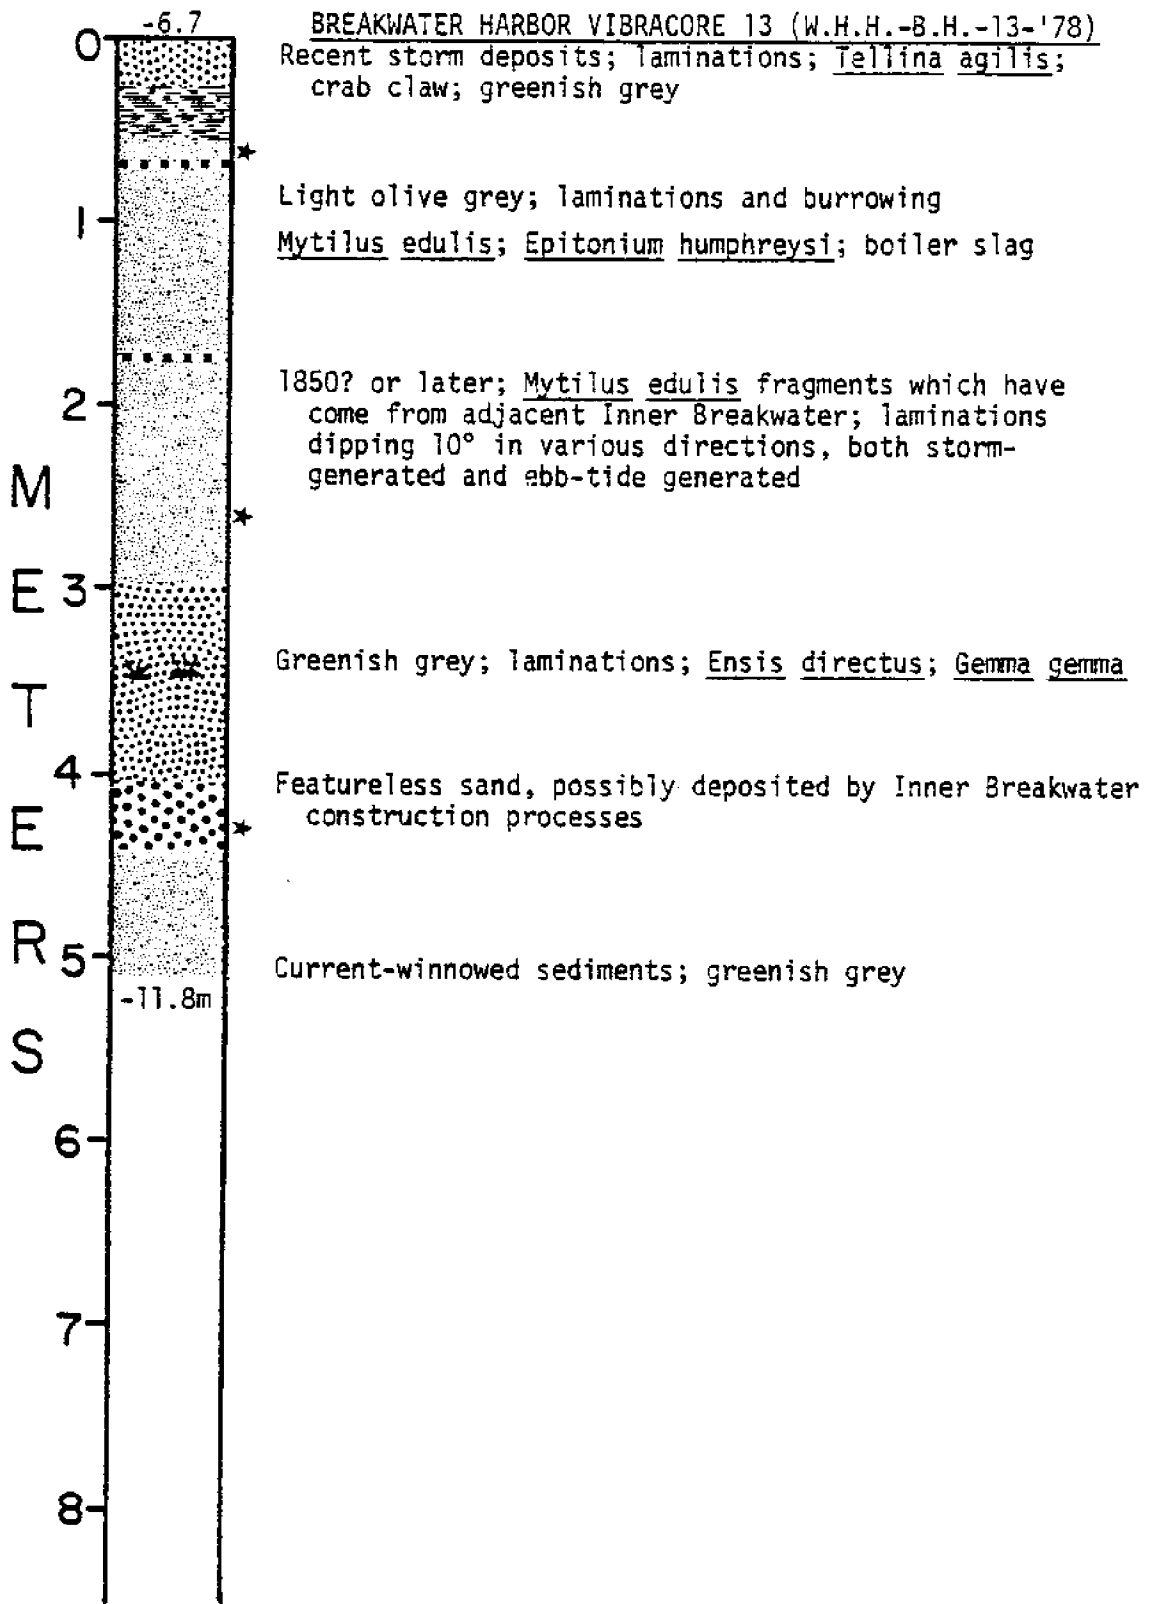 -6.7
BREAKWATER HARBOR VIBRACORE 13 (W.H.H.-B.H.-13-'78)
0
Recent storm deposits; laminations; Tellina agilis;
crab claw; greenish grey
Light olive grey; laminations and burrowing
1
Mytilus edulis; Epitonium humphreysi; boiler slag
1850? or later; Mytilus edulis fragments which have
2
come from adjacent Inner Breakwater; laminations
dipping 10° in various directions, both storm-
generated and ebb-tide generated
METERS
3
Greenish grey; laminations; Ensis directus; Gemma gemma
4
Featureless sand, possibly deposited by Inner Breakwater
construction processes
5
Current-winnowed sediments; greenish grey
-11.8m
6
7
8